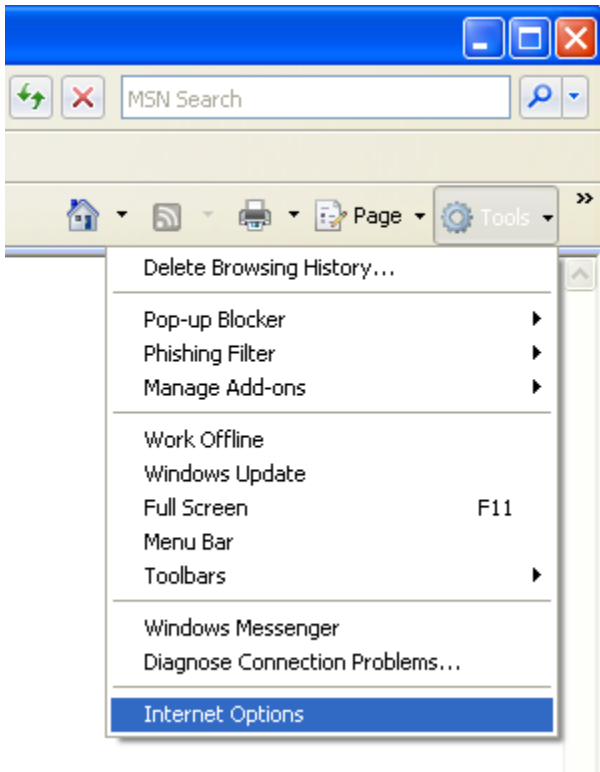 MSN Search
Page Tools »
Delete Browsing History...
Pop-up Blocker
Phishing Filter
Manage Add-ons
Work Offline
Windows Update
Full Screen F11
Menu Bar
Toolbars
Windows Messenger
Diagnose Connection Problems...
Internet Options